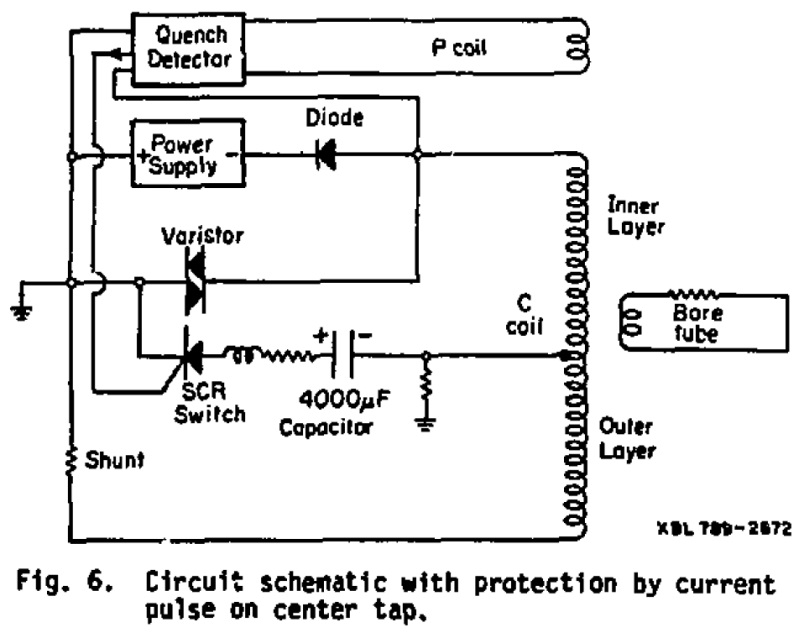 Quench
Detector
P coil
Diode
+ Power -
Supply
Inner
Layer
Varistor
C
coil
Bore
tube
+ -
SCR
Switch
4000μF
Capacitor
Outer
Layer
Shunt
XBL 789-2672
Fig. 6. Circuit schematic with protection by current
pulse on center tap.